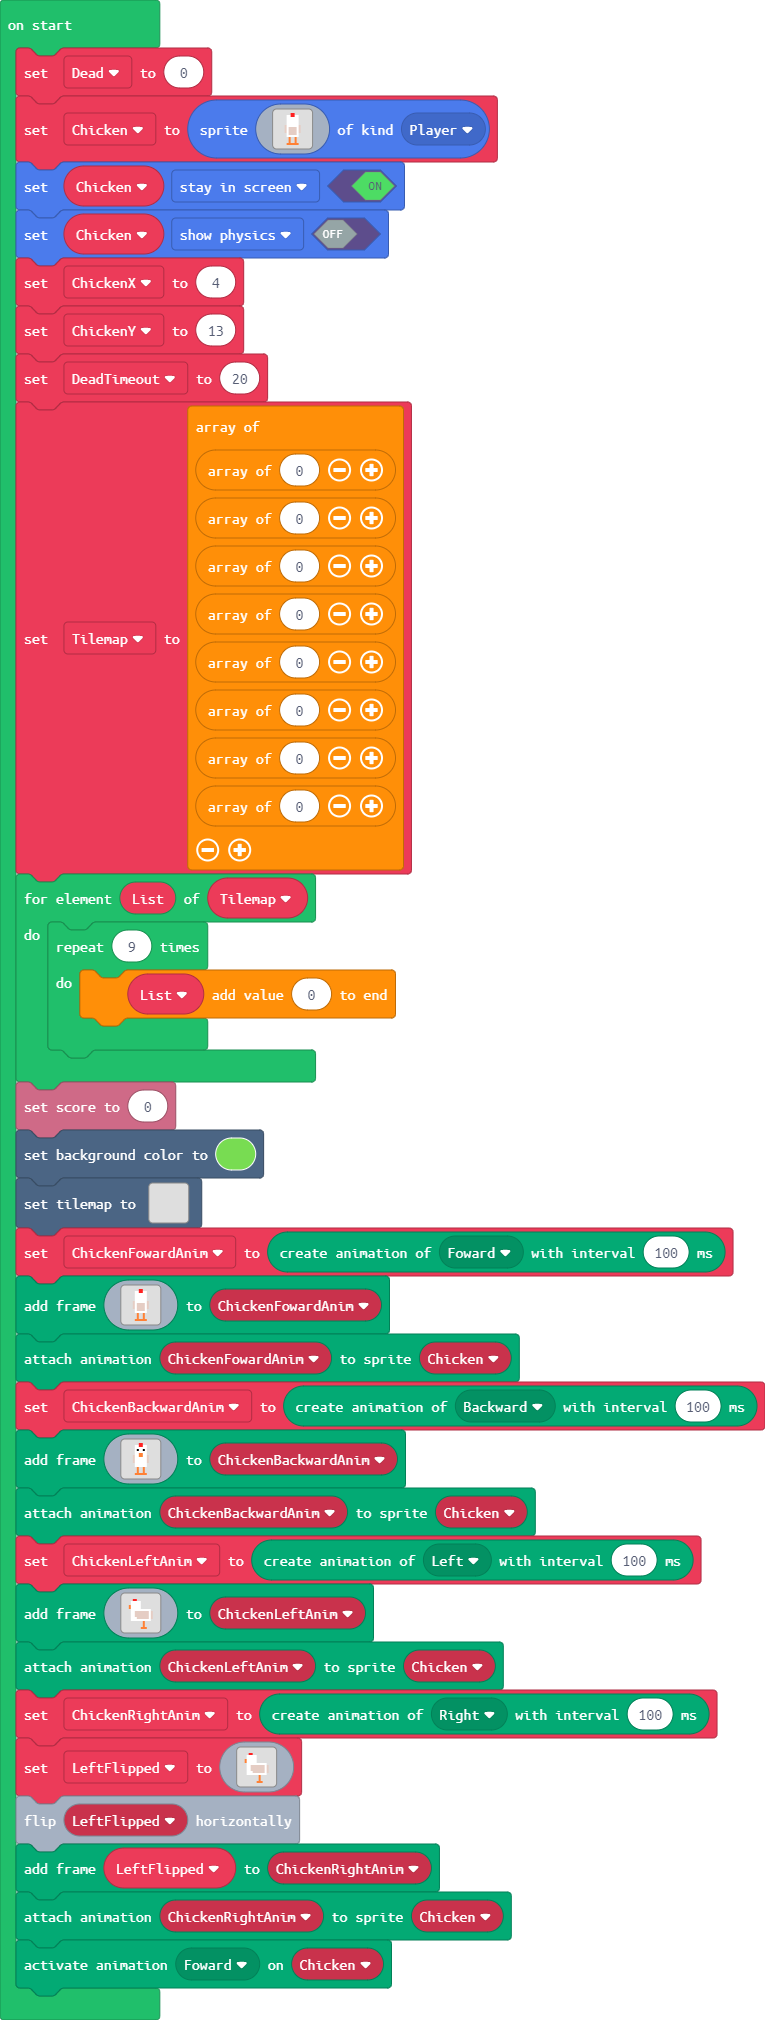 on start
set Dead to 0
set Chicken to sprite of kind Player
set Chicken stay in screen ON
set Chicken show physics OFF
set ChickenX to 4
set ChickenY to 13
set DeadTimeout to 20
array of
array of 0
array of 0
array of 0
array of 0
set Tilemap to
array of 0
array of 0
array of 0
array of 0
for element List of Tilemap
do
repeat 9 times
do
List add value 0 to end
set score to 0
set background color to
set tilemap to
set ChickenFowardAnim to create animation of Foward with interval 100 ms
add frame to ChickenFowardAnim
attach animation ChickenFowardAnim to sprite Chicken
set ChickenBackwardAnim to create animation of Backward with interval 100 ms
add frame to ChickenBackwardAnim
attach animation ChickenBackwardAnim to sprite Chicken
set ChickenLeftAnim to create animation of Left with interval 100 ms
add frame to ChickenLeftAnim
attach animation ChickenLeftAnim to sprite Chicken
set ChickenRightAnim to create animation of Right with interval 100 ms
set LeftFlipped to
flip LeftFlipped horizontally
add frame LeftFlipped to ChickenRightAnim
attach animation ChickenRightAnim to sprite Chicken
activate animation Foward on Chicken